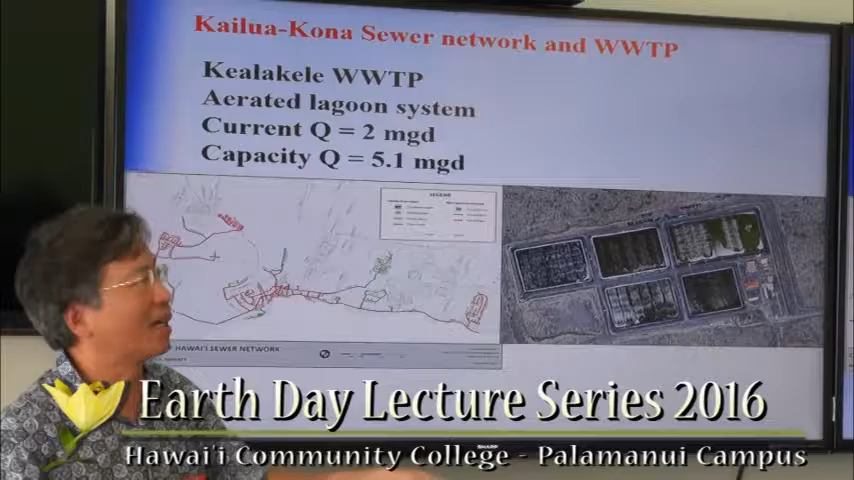 Kailua-Kona Sewer network and WWTP
Kealakele WWTP
Aerated lagoon system
Current Q = 2 mgd
Capacity Q = 5.1 mgd
LEGEND
HAWAI'I SEWER NETWORK
Earth Day Lecture Series 2016
Hawai'i Community College - Palamanui Campus